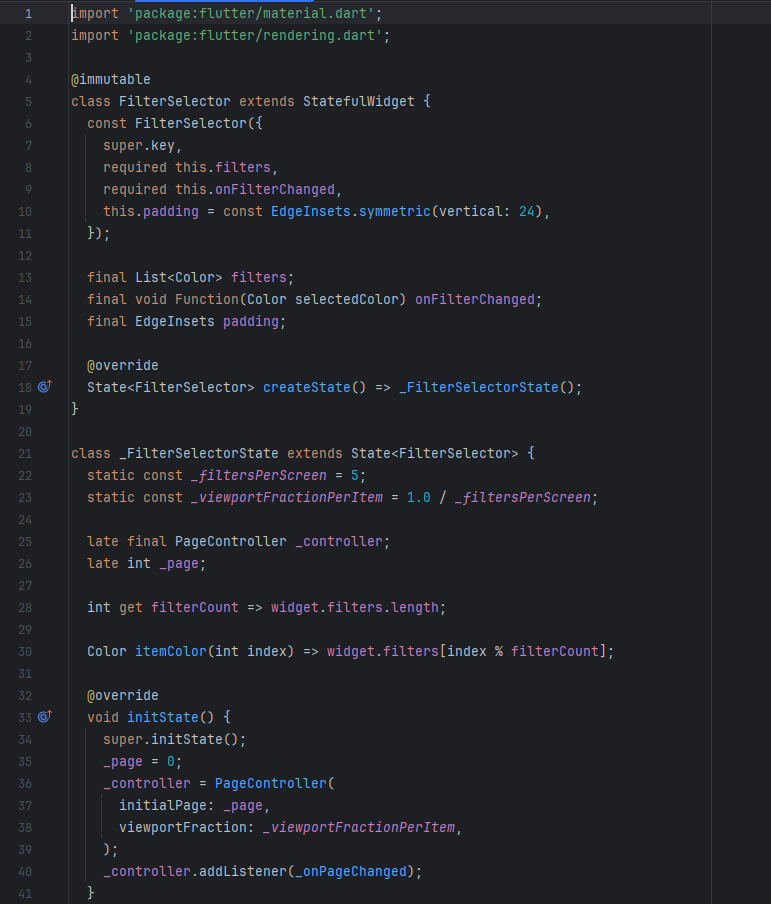 1 import 'package:flutter/material.dart';
2 import 'package:flutter/rendering.dart';
3
4 @immutable
5 class FilterSelector extends StatefulWidget {
6   const FilterSelector({
7     super.key,
8     required this.filters,
9     required this.onFilterChanged,
10     this.padding = const EdgeInsets.symmetric(vertical: 24),
11   });
12
13   final List<Color> filters;
14   final void Function(Color selectedColor) onFilterChanged;
15   final EdgeInsets padding;
16
17   @override
18   State<FilterSelector> createState() => _FilterSelectorState();
19 }
20
21 class _FilterSelectorState extends State<FilterSelector> {
22   static const _filtersPerScreen = 5;
23   static const _viewportFractionPerItem = 1.0 / _filtersPerScreen;
24
25   late final PageController _controller;
26   late int _page;
27
28   int get filterCount => widget.filters.length;
29
30   Color itemColor(int index) => widget.filters[index % filterCount];
31
32   @override
33   void initState() {
34     super.initState();
35     _page = 0;
36     _controller = PageController(
37       initialPage: _page,
38       viewportFraction: _viewportFractionPerItem,
39     );
40     _controller.addListener(_onPageChanged);
41   }